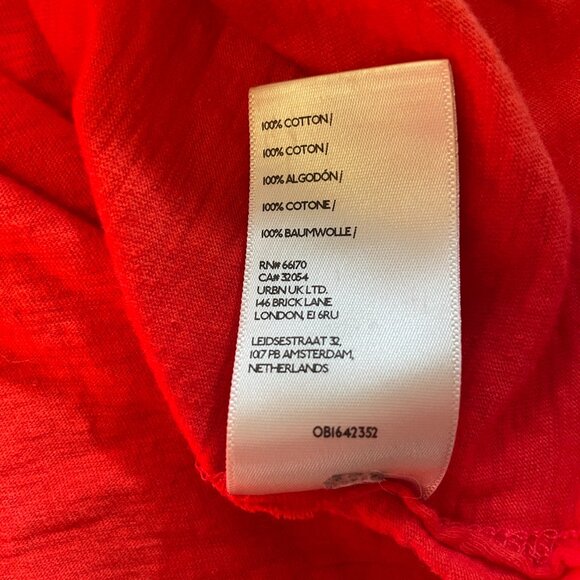 100% COTTON/
100% COTON/
100% ALGODÓN/
100% COTONE/
100% BAUMWOLLE/
RN# 66170
CA# 32054
URBN UK LTD.
146 BRICK LANE
LONDON, E1 6RU
LEIDSESTRAAT 32,
1017 PB AMSTERDAM,
NETHERLANDS
OB1642352